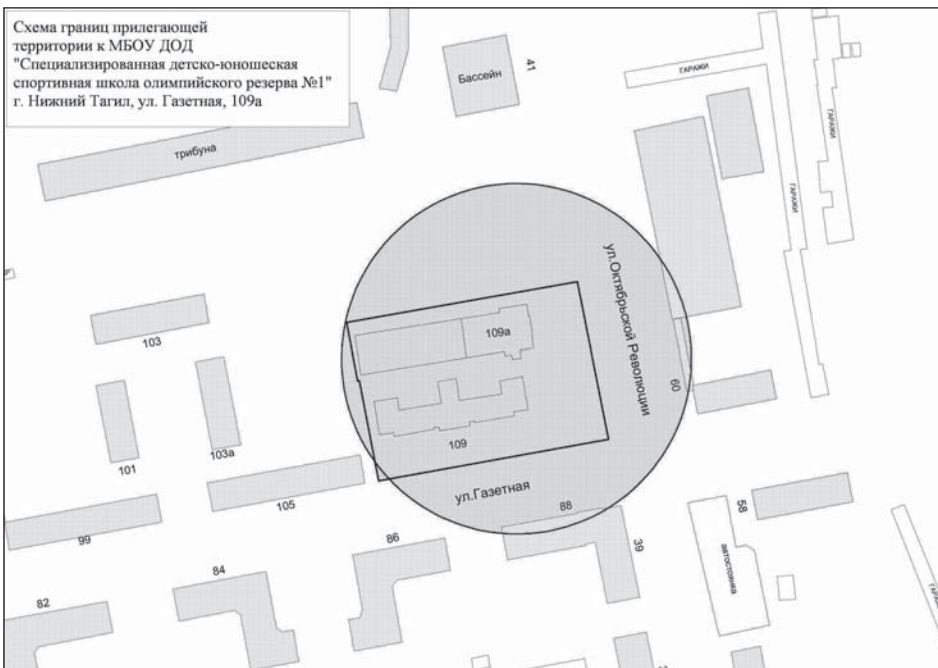 Схема границ прилегающей
территории к МБОУ ДОД
"Специализированная детско-юношеская
спортивная школа олимпийского резерва №1"
г. Нижний Тагил, ул. Газетная, 109а
Бассейн
41
ГАРАЖИ
трибуна
ГАРАЖИ
ГАРАЖИ
ул.Октябрьской Революции
103
109а
60
101
103а
109
105
ул.Газетная
88
58
99
86
39
автостоянка
84
82